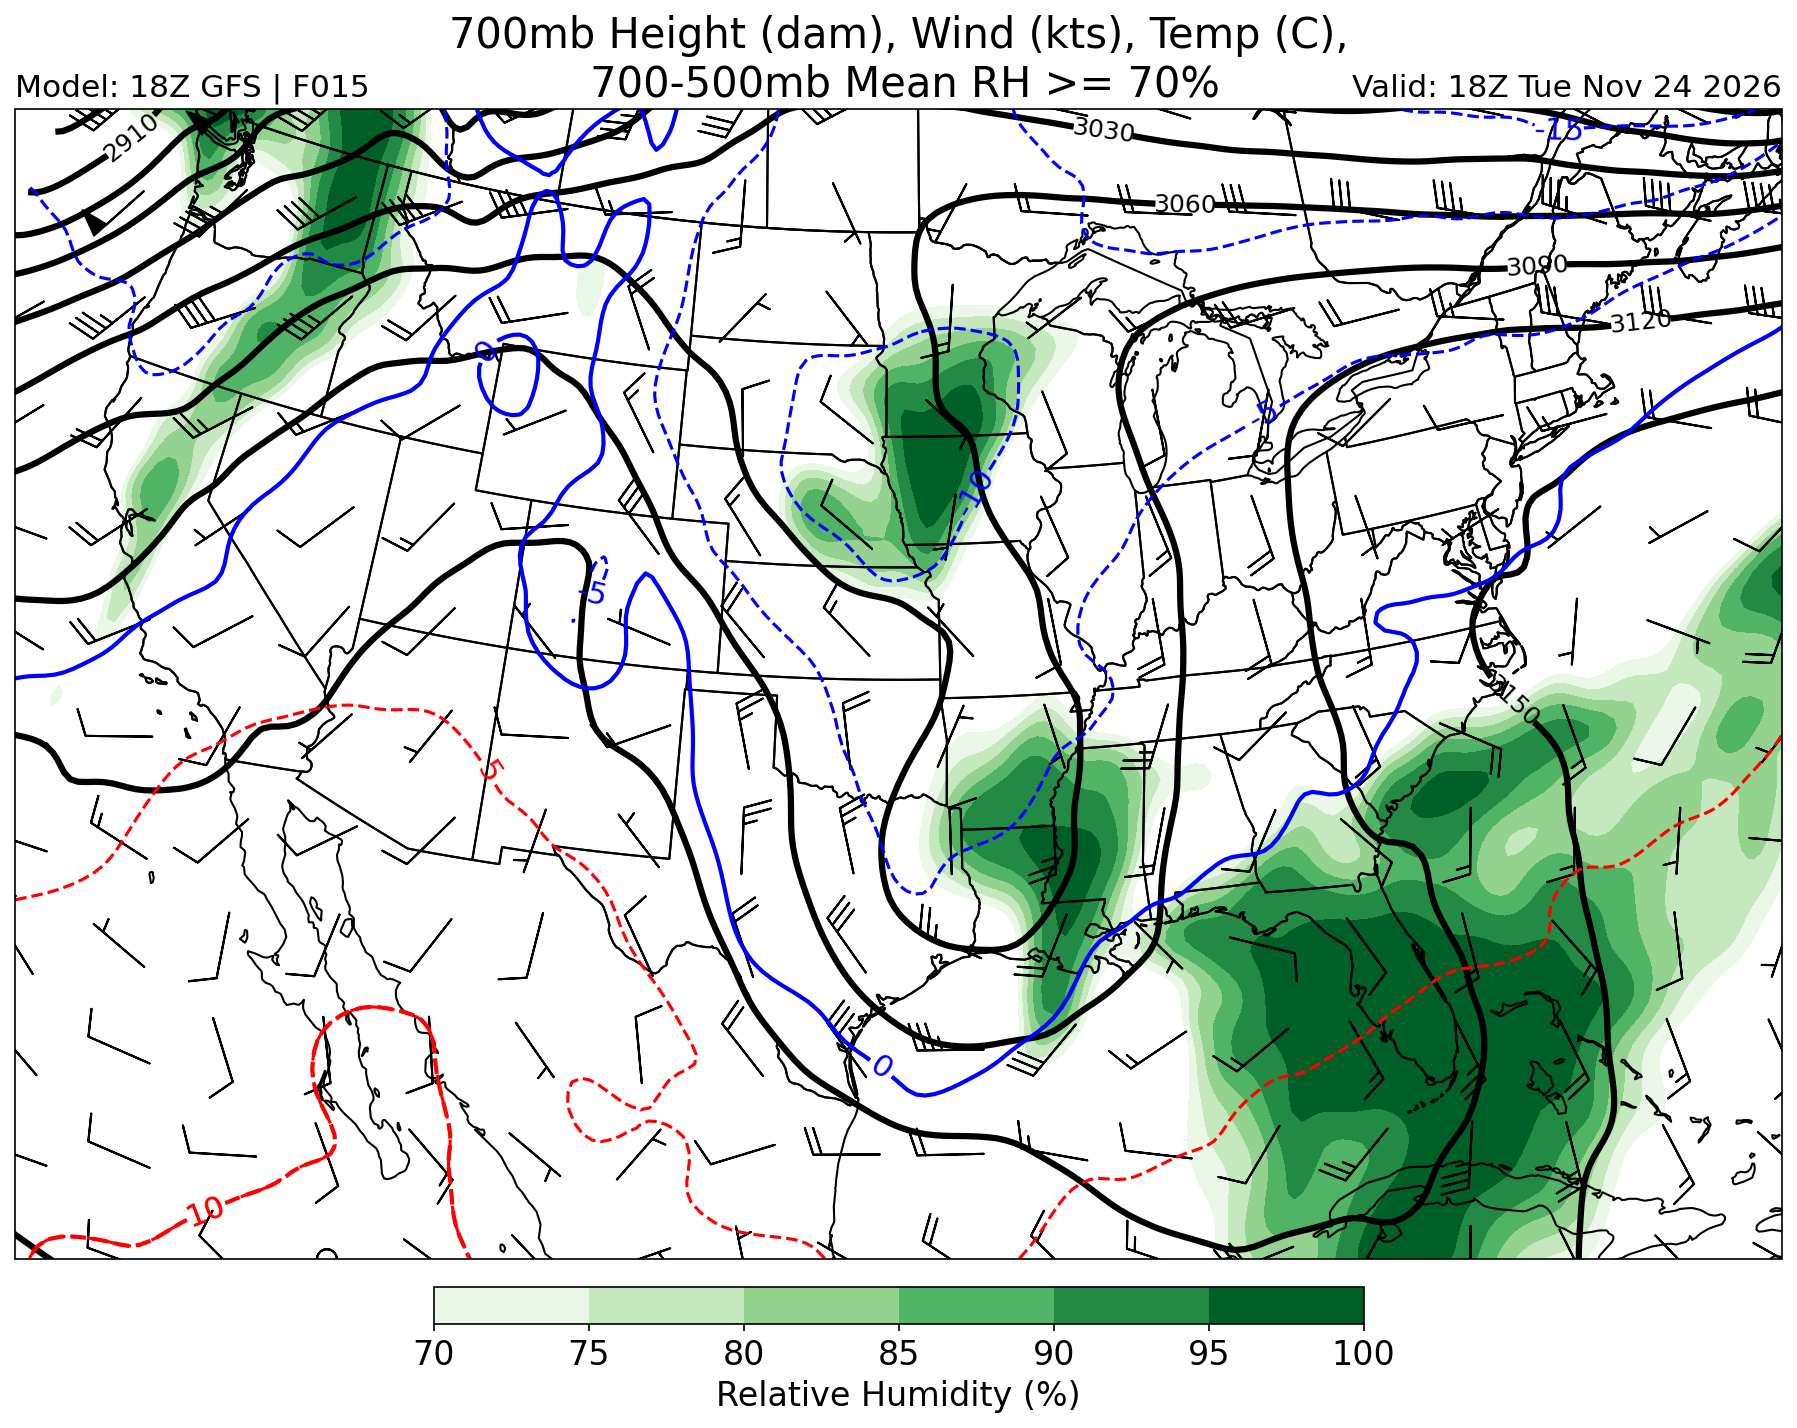 700mb Height (dam), Wind (kts), Temp (C),
700-500mb Mean RH >= 70%
Model: 18Z GFS | F015
Valid: 18Z Tue Nov 24 2026
2910
3030
-15
3060
3090
3120
0
-5
-10
-5
3150
5
0
10
70 75 80 85 90 95 100
Relative Humidity (%)